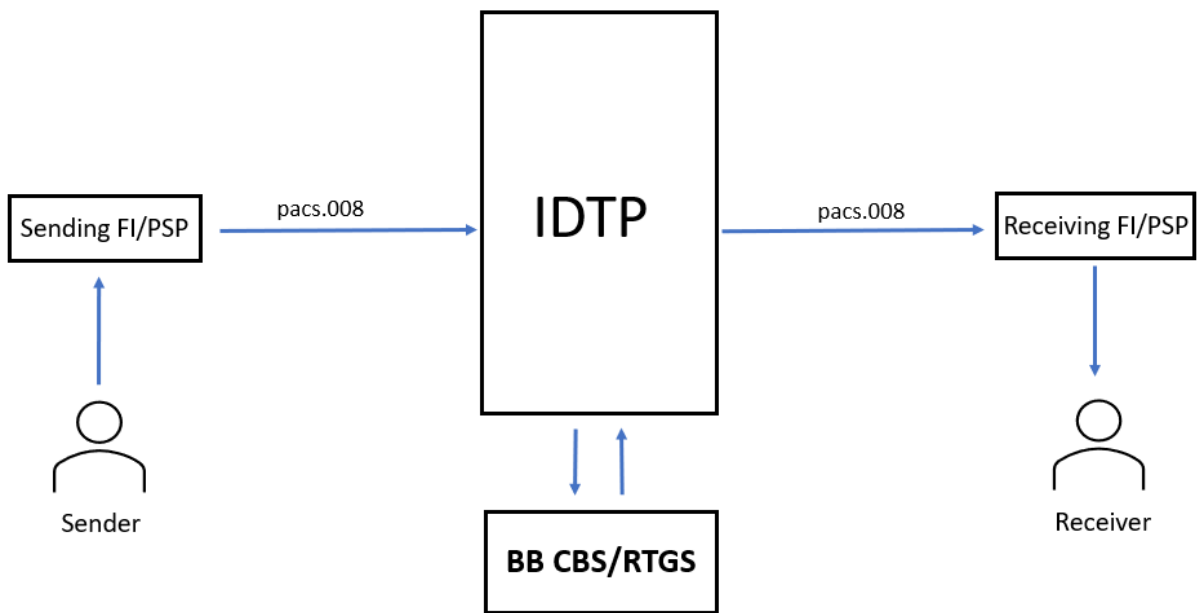 IDTP
pacs.008
pacs.008
Sending FI/PSP
Receiving FI/PSP
Sender
Receiver
BB CBS/RTGS